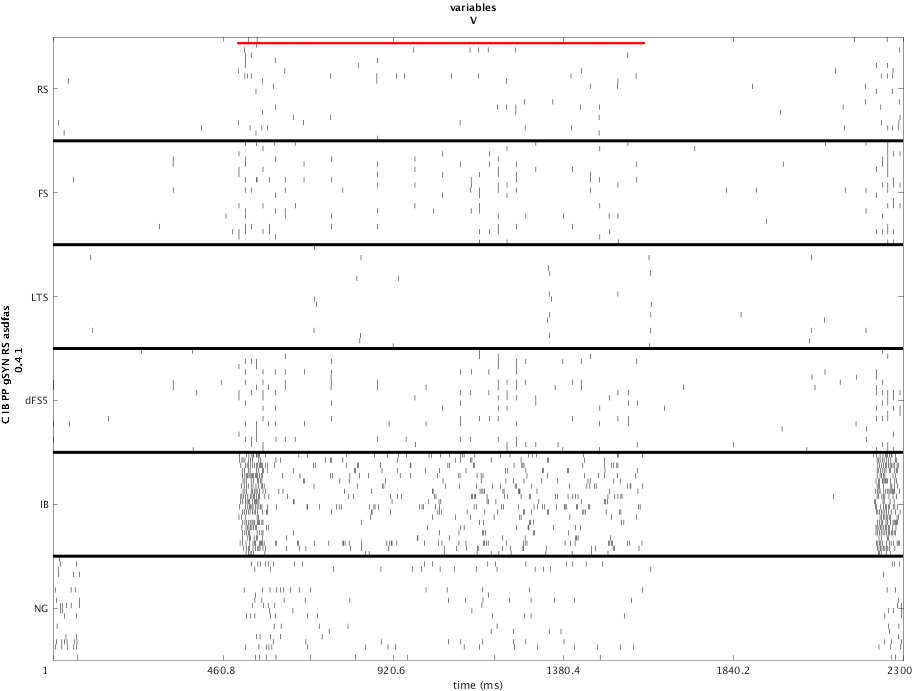 variables
V
RS
FS
LTS
dFS5
IB
NG
C IB PP gSYN RS asdfas
0.4 1
1
460.8
920.6
1380.4
1840.2
2300
time (ms)